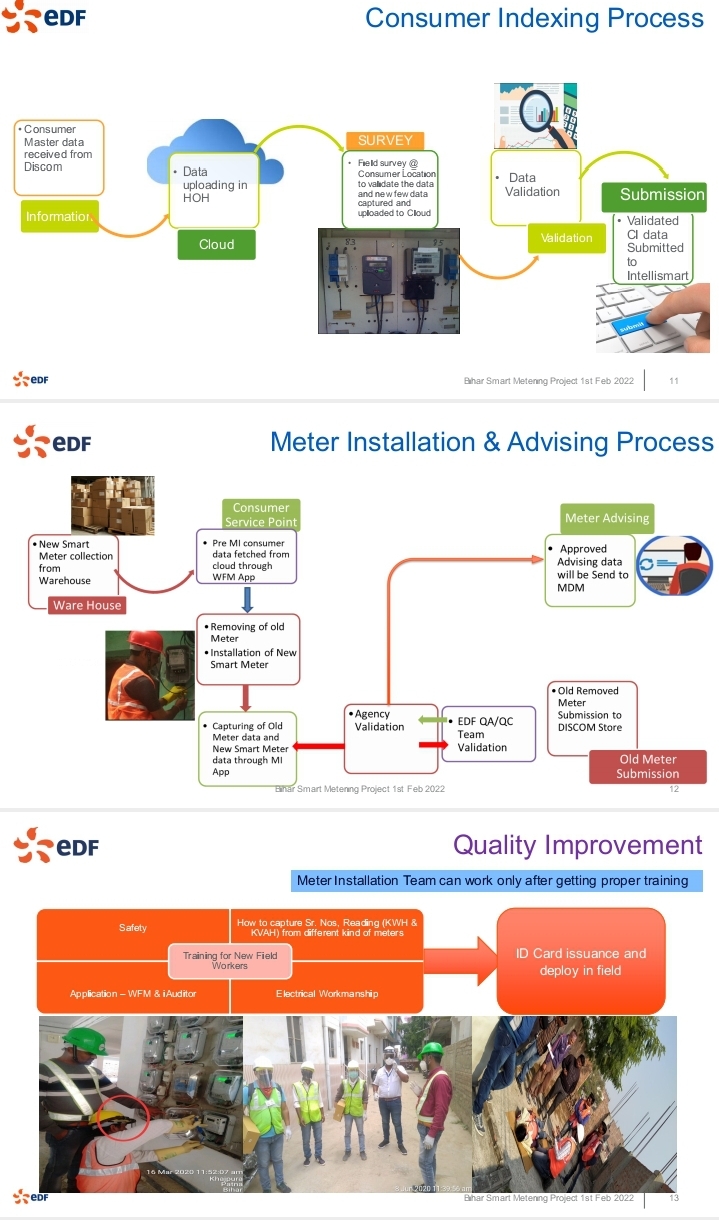 edf
Consumer Indexing Process
• Consumer
Master data
received from
Discom
Information
• Data
uploading in
HOH
Cloud
SURVEY
• Field survey @
Consumer Location
to validate the data
and new few data
captured and
uploaded to Cloud
• Data
Validation
Validation
Submission
• Validated
CI data
Submitted
to
Intellismart
submit
edf
Bihar Smart Metering Project 1st Feb 2022
11
edf
Meter Installation & Advising Process
• New Smart
Meter collection
from
Warehouse
Ware House
Consumer
Service Point
• Pre MI consumer
data fetched from
cloud through
WFM App
• Removing of old
Meter
• Installation of New
Smart Meter
• Capturing of Old
Meter data and
New Smart Meter
data through MI
App
• Agency
Validation
• EDF QA/QC
Team
Validation
Meter Advising
• Approved
Advising data
will be Send to
MDM
• Old Removed
Meter
Submission to
DISCOM Store
Old Meter
Submission
Bihar Smart Metering Project 1st Feb 2022
12
edf
Quality Improvement
Meter Installation Team can work only after getting proper training
Safety
How to capture Sr. Nos, Reading (KWH &
KVAH) from different kind of meters
Training for New Field
Workers
Application – WFM & iAuditor
Electrical Workmanship
ID Card issuance and
deploy in field
16 Mar 2020 11:52:07 am
Khajpura
Patna
Bihar
8 Jun 2020 11:39:56 am
edf
Bihar Smart Metering Project 1st Feb 2022
13